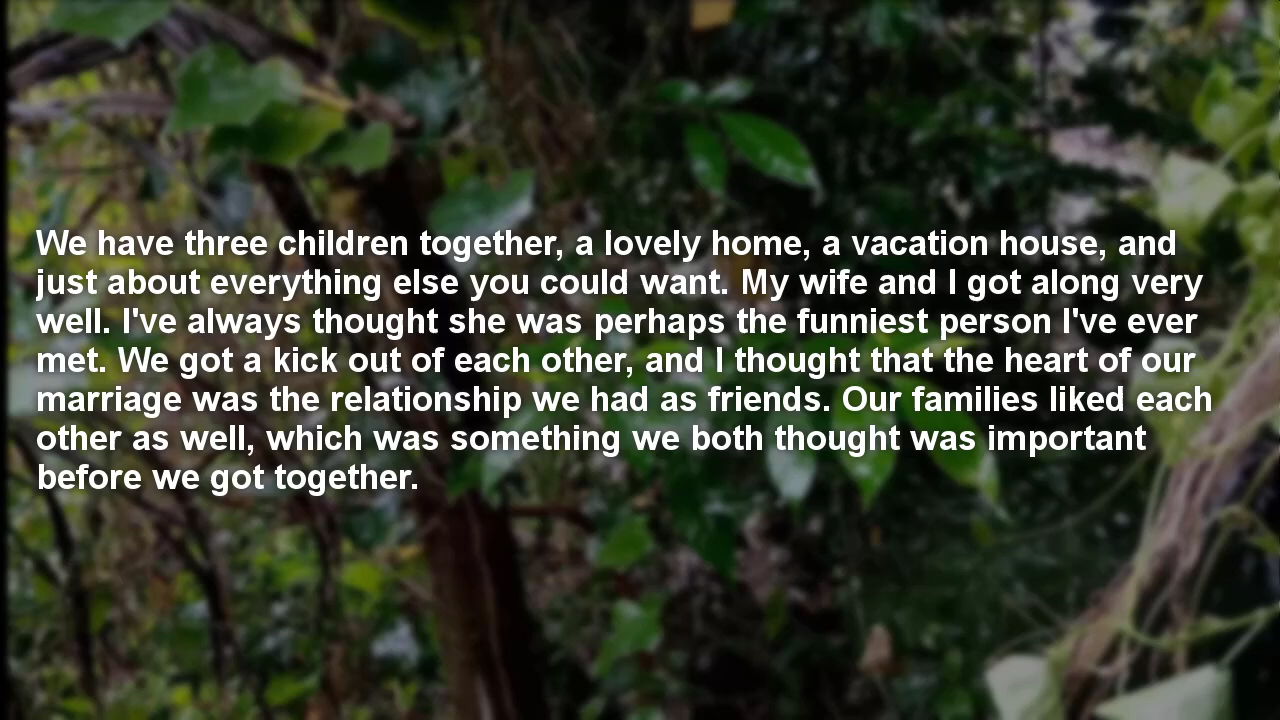 We have three children together, a lovely home, a vacation house, and
just about everything else you could want. My wife and I got along very
well. I've always thought she was perhaps the funniest person I've ever
met. We got a kick out of each other, and I thought that the heart of our
marriage was the relationship we had as friends. Our families liked each
other as well, which was something we both thought was important
before we got together.